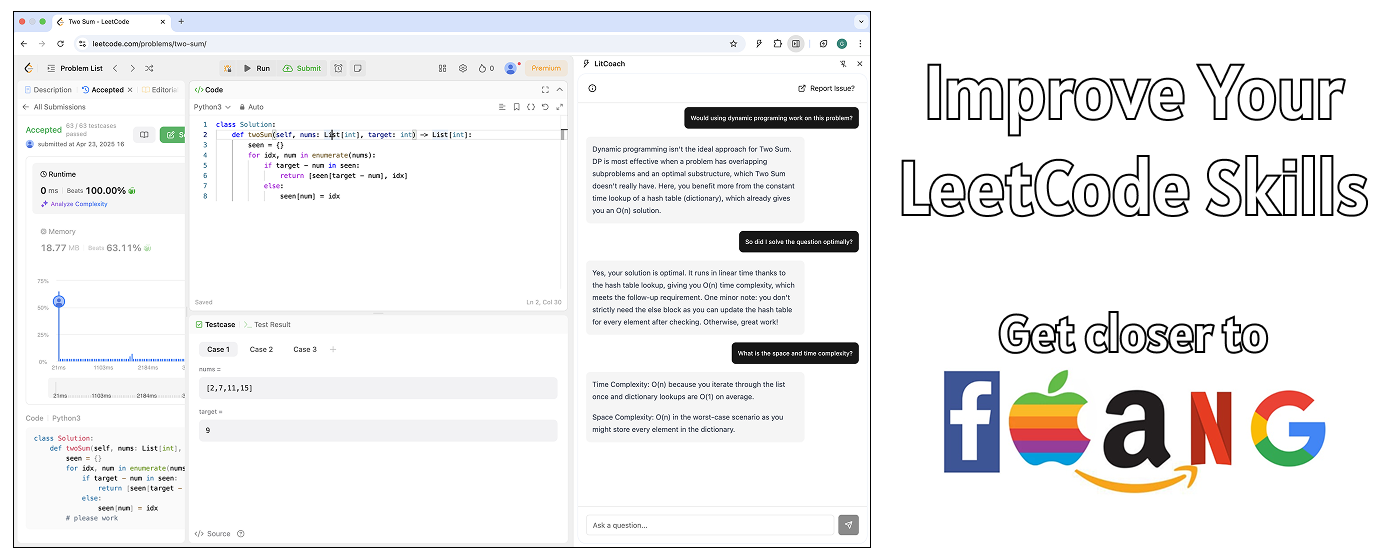 Two Sum - LeetCode
leetcode.com/problems/two-sum/
G
Problem List
Run
Submit
0
Premium
Description
Accepted
Editorial
All Submissions
Accepted
63 / 63 testcases
passed
submitted at Apr 23, 2025 16
Runtime
0 ms
Beats
100.00%
Analyze Complexity
Memory
18.77 MB
Beats
63.11%
75%
50%
25%
0%
21ms
1103ms
2184ms
21ms
1103ms
2184ms
Code
Python3
class Solution:
def twoSum(self, nums: List[int],
seen = {}
for idx, num in enumerate(nums
if target - num in seen:
return [seen[target -
else:
seen[num] = idx
# please work
Code
Python3
Auto
1 class Solution:
2 def twoSum(self, nums: List[int], target: int) -> List[int]:
3 seen = {}
4 for idx, num in enumerate(nums):
5 if target - num in seen:
6 return [seen[target - num], idx]
7 else:
8 seen[num] = idx
Saved
Ln 2, Col 30
Testcase
Test Result
Case 1
Case 2
Case 3
nums =
[2,7,11,15]
target =
9
Source
LitCoach
Report Issue?
Would using dynamic programing work on this problem?
Dynamic programming isn't the ideal approach for Two Sum.
DP is most effective when a problem has overlapping
subproblems and an optimal substructure, which Two Sum
doesn't really have. Here, you benefit more from the constant
time lookup of a hash table (dictionary), which already gives
you an O(n) solution.
So did I solve the question optimally?
Yes, your solution is optimal. It runs in linear time thanks to
the hash table lookup, giving you O(n) time complexity, which
meets the follow-up requirement. One minor note: you don't
strictly need the else block as you can update the hash table
for every element after checking. Otherwise, great work!
What is the space and time complexity?
Time Complexity: O(n) because you iterate through the list
once and dictionary lookups are O(1) on average.
Space Complexity: O(n) in the worst-case scenario as you
might store every element in the dictionary.
Ask a question...
Improve Your
LeetCode Skills
Get closer to
f a N G